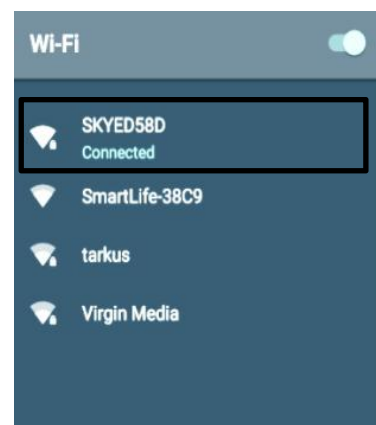 Wi-Fi
SKYED58D
Connected
SmartLife-38C9
tarkus
Virgin Media